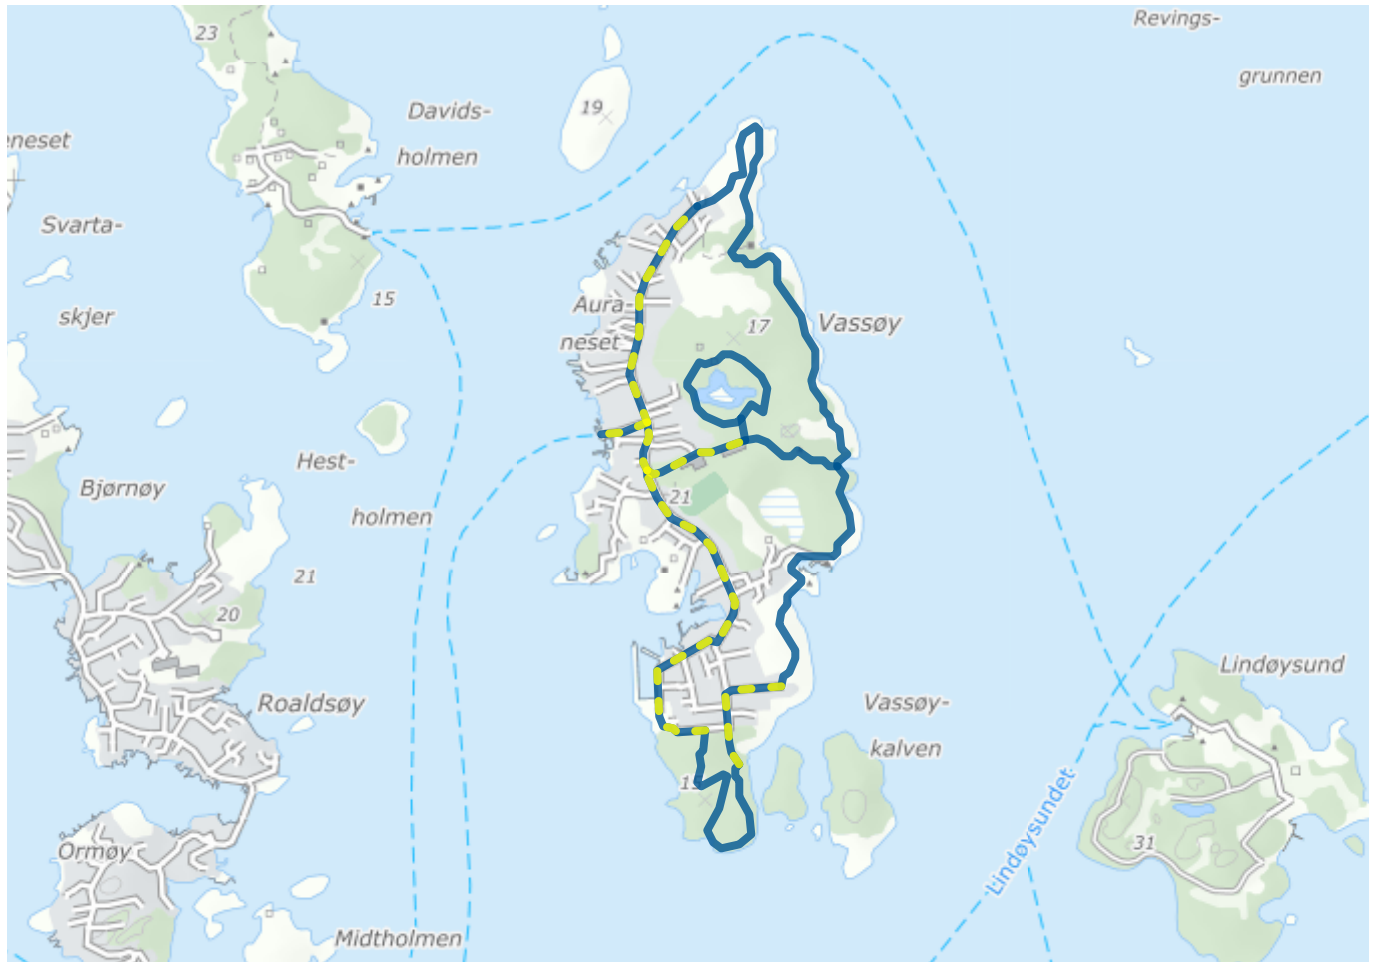 Revings-
23
grunnen
Davids-
19
eneset
holmen
Svarta-
15
Aura-
skjer
17
Vassøy
neset
Hest-
Bjørnøy
21
holmen
21
20
Lindøysund
Roaldsøy
Vassøy-
kalven
Lindøysundet
31
Ormøy
Midtholmen